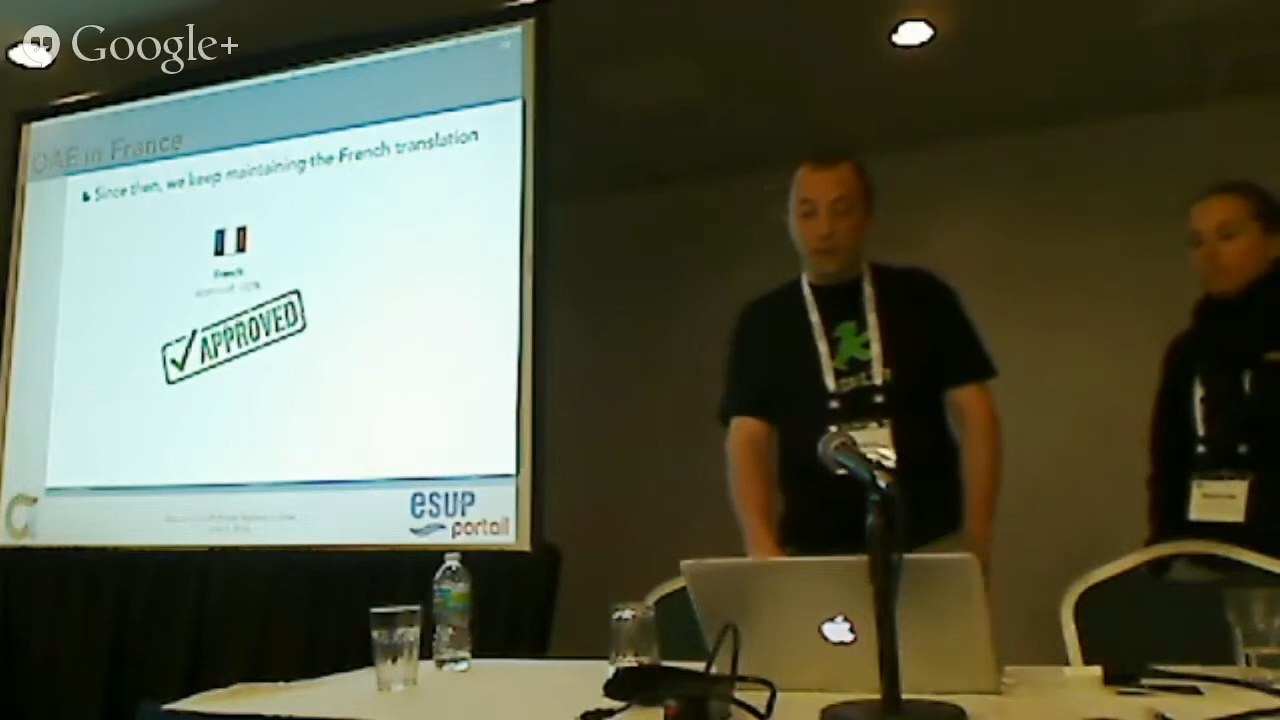 Google+
OAE in France
Since then, we keep maintaining the French translation
French
APPROVED
esup
portail